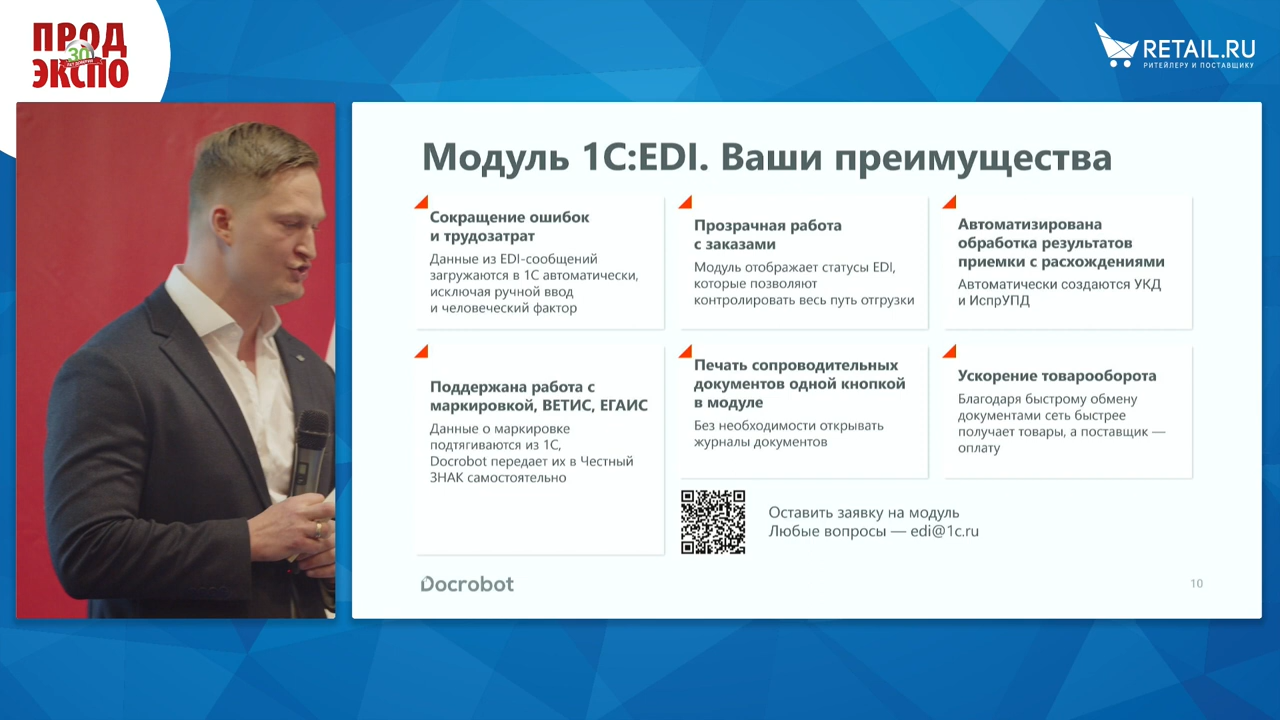 ПРОД
30
ЭКСПО
RETAIL.RU
РИТЕЙЛЕРУ И ПОСТАВЩИКУ
Модуль 1С:EDI. Ваши преимущества
Сокращение ошибок
и трудозатрат
Данные из EDI-сообщений
загружаются в 1С автоматически,
исключая ручной ввод
и человеческий фактор
Прозрачная работа
с заказами
Модуль отображает статусы EDI,
которые позволяют
контролировать весь путь отгрузки
Автоматизирована
обработка результатов
приемки с расхождениями
Автоматически создаются УКД
и ИспрУПД
Поддержана работа с
маркировкой, ВЕТИС, ЕГАИС
Данные о маркировке
подтягиваются из 1С,
Docrobot передает их в Честный
ЗНАК самостоятельно
Печать сопроводительных
документов одной кнопкой
в модуле
Без необходимости открывать
журналы документов
Ускорение товарооборота
Благодаря быстрому обмену
документами сеть быстрее
получает товары, а поставщик —
оплату
Оставить заявку на модуль
Любые вопросы — edi@1c.ru
Docrobot
10